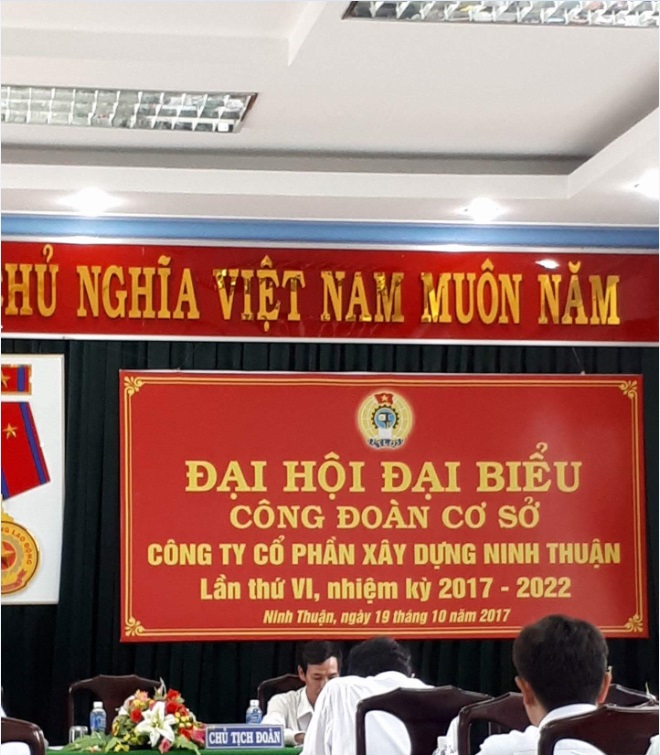 CHỦ NGHĨA VIỆT NAM MUÔN NĂM
ĐẠI HỘI ĐẠI BIỂU
CÔNG ĐOÀN CƠ SỞ
CÔNG TY CỔ PHẦN XÂY DỰNG NINH THUẬN
Lần thứ VI, nhiệm kỳ 2017 - 2022
Ninh Thuận, ngày 19 tháng 10 năm 2017
CHỦ TỊCH ĐOÀN